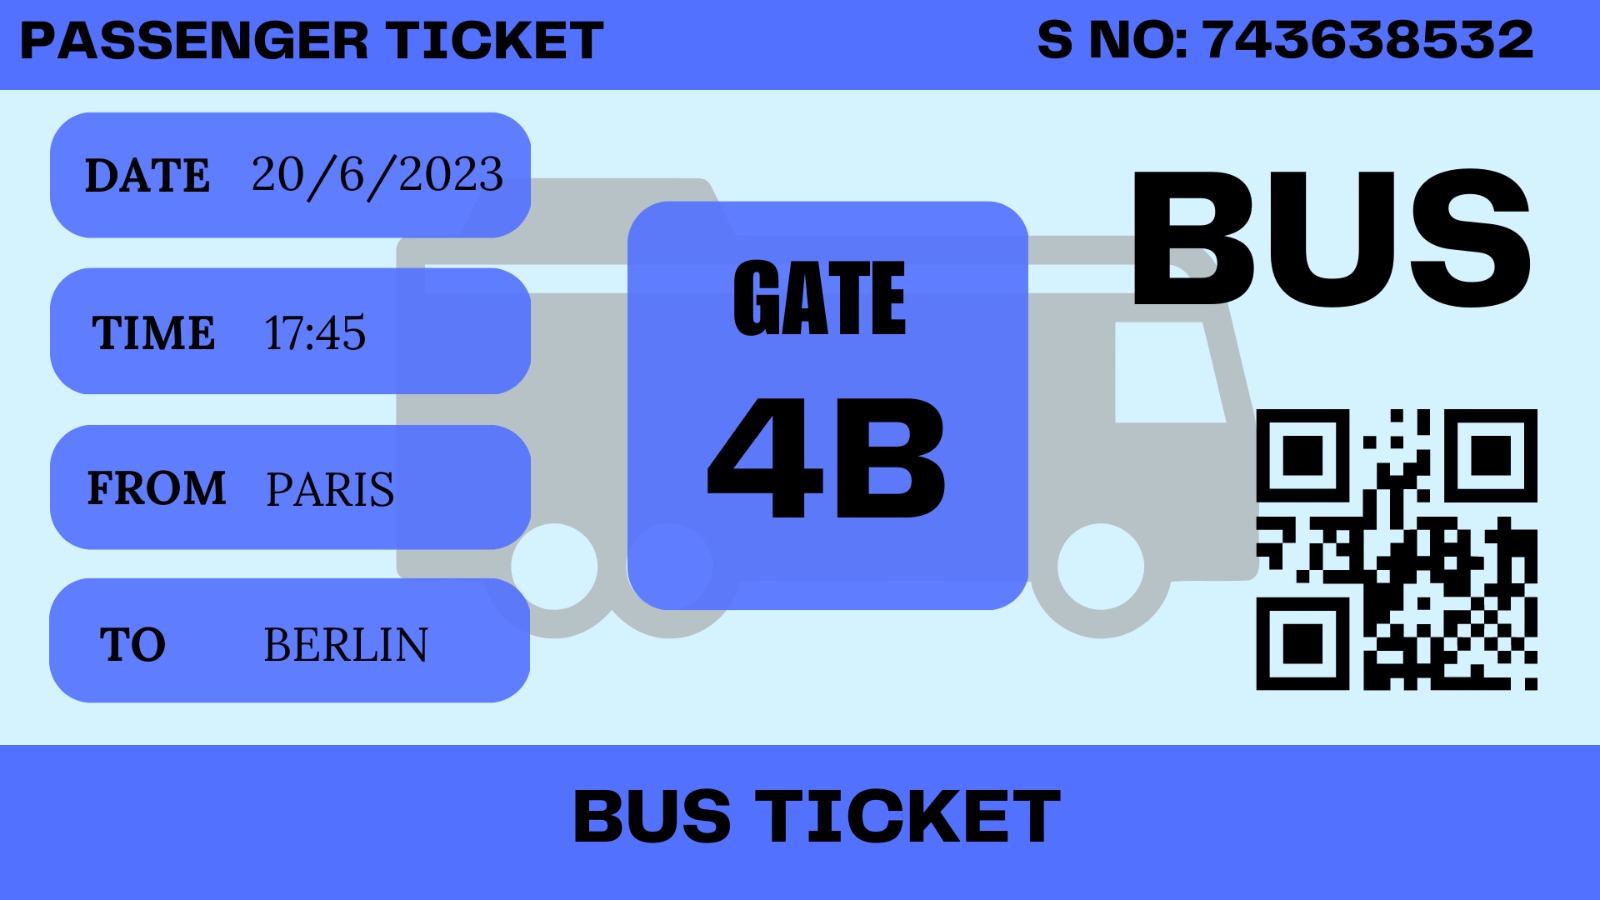 PASSENGER TICKET
S NO: 743638532
DATE 20/6/2023
TIME 17:45
FROM PARIS
TO BERLIN
GATE
4B
BUS
BUS TICKET